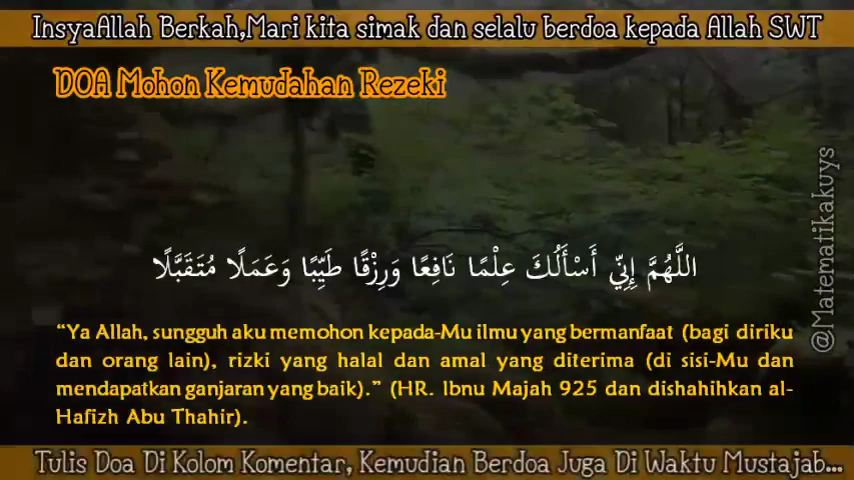 InsyaAllah Berkah,Mari kita simak dan selalu berdoa kepada Allah SWT
DOA Mohon Kemudahan Rezeki
@Matematikakuys
اللَّهُمَّ إِنِّي أَسْأَلُكَ عِلْمًا نَافِعًا وَرِزْقًا طَيِّبًا وَعَمَلًا مُتَقَبَّلًا
“Ya Allah, sungguh aku memohon kepada-Mu ilmu yang bermanfaat (bagi diriku
dan orang lain), rizki yang halal dan amal yang diterima (di sisi-Mu dan
mendapatkan ganjaran yang baik).” (HR. Ibnu Majah 925 dan dishahihkan al-
Hafizh Abu Thahir).
Tulis Doa Di Kolom Komentar, Kemudian Berdoa Juga Di Waktu Mustajab...